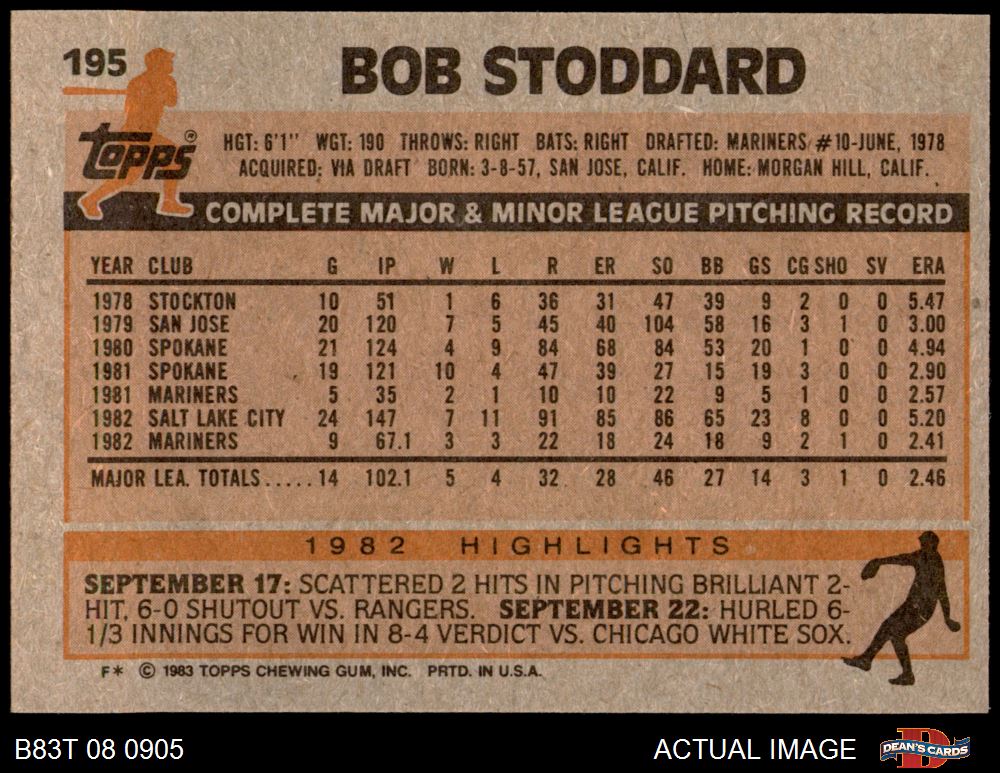 195 BOB STODDARD
Topps ®
HGT: 6'1" WGT: 190 THROWS: RIGHT BATS: RIGHT DRAFTED: MARINERS #10-JUNE, 1978
ACQUIRED: VIA DRAFT BORN: 3-8-57, SAN JOSE, CALIF. HOME: MORGAN HILL, CALIF.
COMPLETE MAJOR & MINOR LEAGUE PITCHING RECORD
YEAR CLUB G IP W L R ER SO BB GS CG SHO SV ERA
1978 STOCKTON 10 51 1 6 36 31 47 39 9 2 0 0 5.47
1979 SAN JOSE 20 120 7 5 45 40 104 58 16 3 1 0 3.00
1980 SPOKANE 21 124 4 9 84 68 84 53 20 1 0 0 4.94
1981 SPOKANE 19 121 10 4 47 39 27 15 19 3 0 0 2.90
1981 MARINERS 5 35 2 1 10 10 22 9 5 1 0 0 2.57
1982 SALT LAKE CITY 24 147 7 11 91 85 86 65 23 8 0 0 5.20
1982 MARINERS 9 67.1 3 3 22 18 24 18 9 2 1 0 2.41
MAJOR LEA. TOTALS.....14 102.1 5 4 32 28 46 27 14 3 1 0 2.46
1982 HIGHLIGHTS
SEPTEMBER 17: SCATTERED 2 HITS IN PITCHING BRILLIANT 2-
HIT, 6-0 SHUTOUT VS. RANGERS. SEPTEMBER 22: HURLED 6-
1/3 INNINGS FOR WIN IN 8-4 VERDICT VS. CHICAGO WHITE SOX.
F* © 1983 TOPPS CHEWING GUM, INC. PRTD. IN U.S.A.
B83T 08 0905 ACTUAL IMAGE DEAN'S CARDS